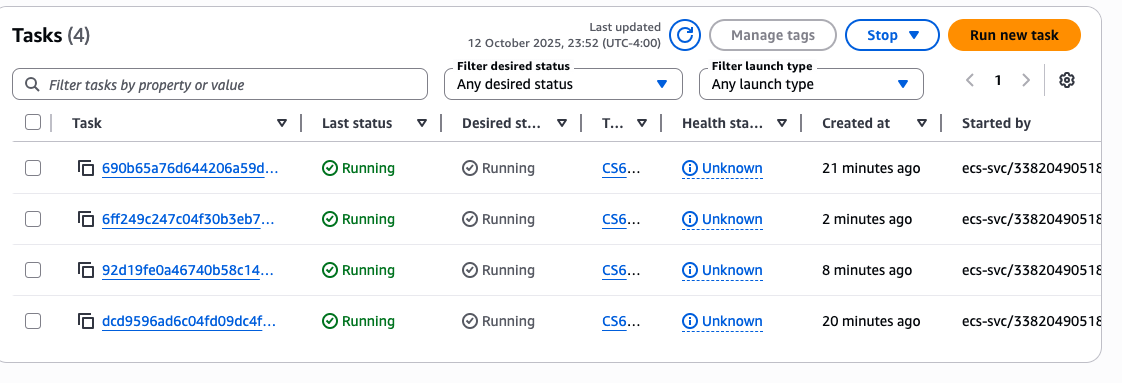 Tasks (4)
Last updated
12 October 2025, 23:52 (UTC-4:00)
Manage tags
Stop
Run new task
Filter tasks by property or value
Filter desired status
Any desired status
Filter launch type
Any launch type
1
Task Last status Desired st... T... Health sta... Created at Started by
690b65a76d644206a59d... Running Running CS6... Unknown 21 minutes ago ecs-svc/33820490518
6ff249c247c04f30b3eb7... Running Running CS6... Unknown 2 minutes ago ecs-svc/33820490518
92d19fe0a46740b58c14... Running Running CS6... Unknown 8 minutes ago ecs-svc/33820490518
dcd9596ad6c04fd09dc4f... Running Running CS6... Unknown 20 minutes ago ecs-svc/33820490518